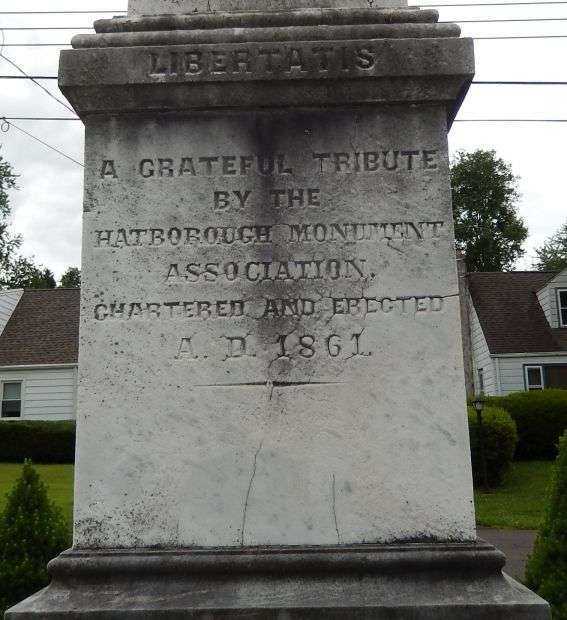 LIBERTATIS
A GRATEFUL TRIBUTE
BY THE
HATBOROUGH MONUMENT
ASSOCIATION,
CHARTERED AND ERECTED
A. D. 1861.